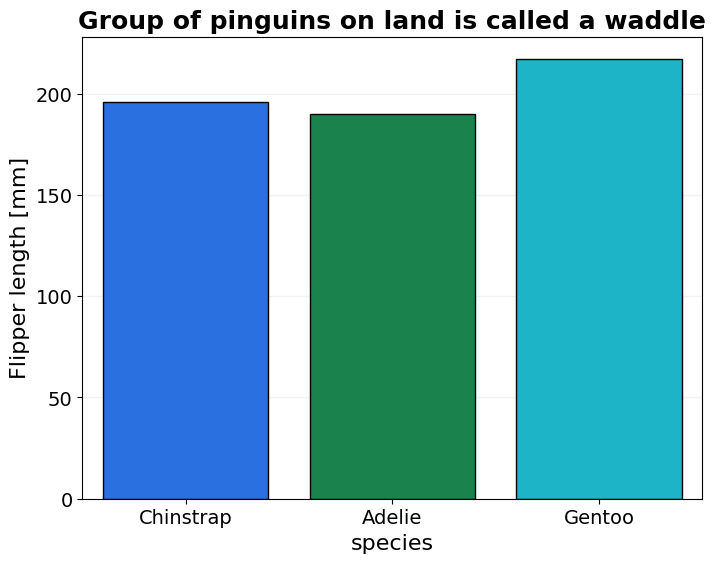 Group of pinguins on land is called a waddle
Flipper length [mm]
200
150
100
50
0
Chinstrap Adelie Gentoo
species